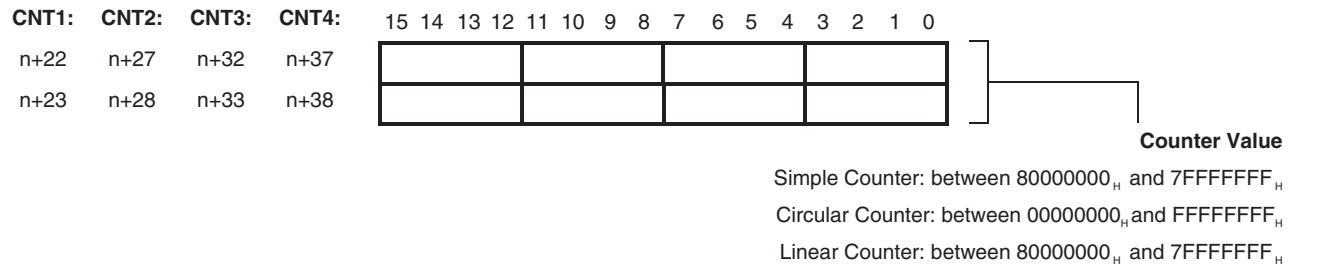 CNT1: CNT2: CNT3: CNT4: 15 14 13 12 11 10 9 8 7 6 5 4 3 2 1 0
n+22 n+27 n+32 n+37
n+23 n+28 n+33 n+38
Counter Value
Simple Counter: between 80000000H and 7FFFFFFFH
Circular Counter: between 00000000H and FFFFFFFFH
Linear Counter: between 80000000H and 7FFFFFFFH